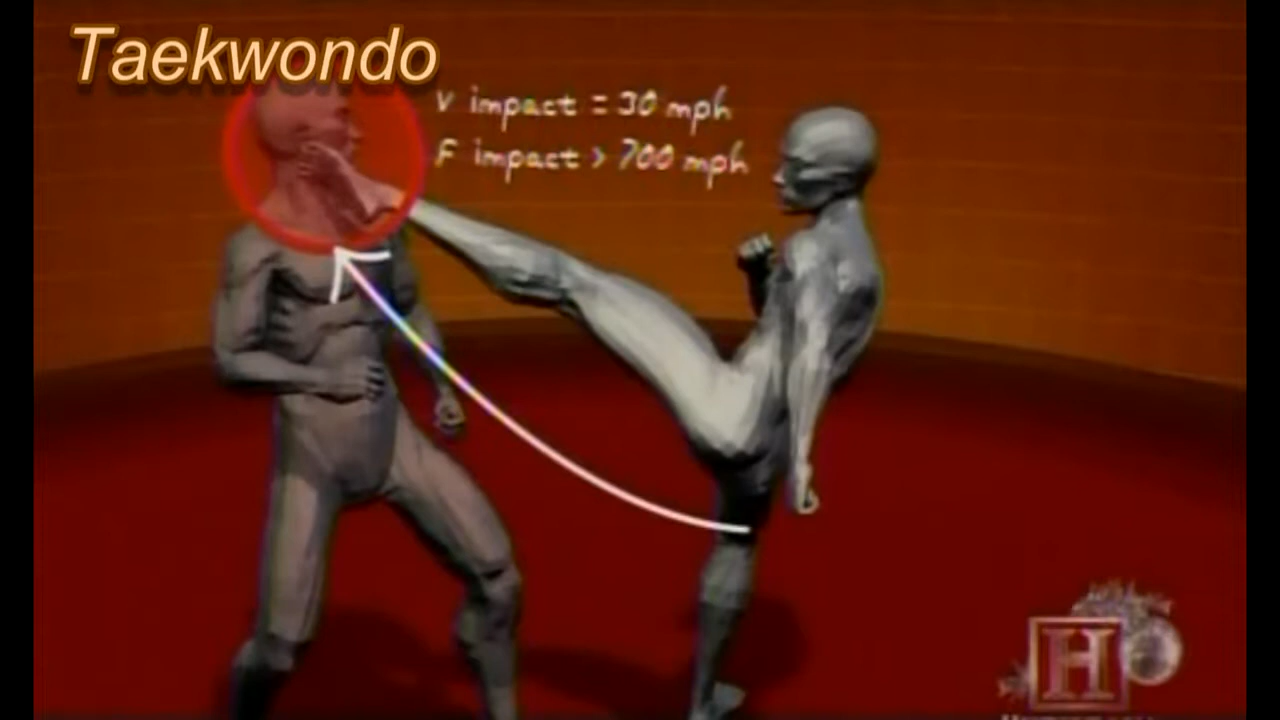 Taekwondo
v impact = 30 mph
F impact > 700 mph
H